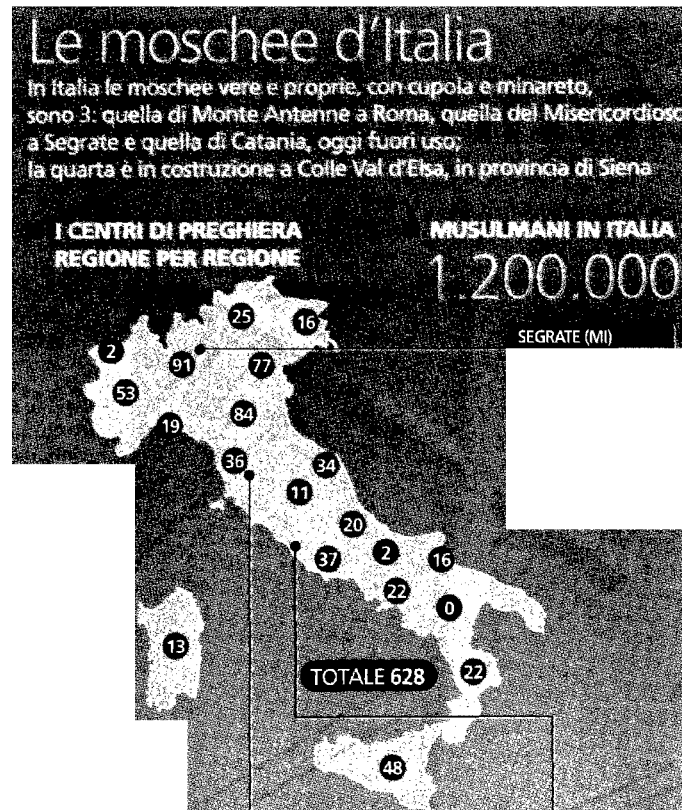 Le moschee d'Italia
In Italia le moschee vere e proprie, con cupola e minareto,
sono 3: quella di Monte Antenne a Roma, quella del Misericordioso
a Segrate e quella di Catania, oggi fuori uso;
la quarta è in costruzione a Colle Val d'Elsa, in provincia di Siena
I CENTRI DI PREGHIERA
REGIONE PER REGIONE
MUSULMANI IN ITALIA
1.200.000
SEGRATE (MI)
25
16
2
91
77
53
84
19
36
34
11
20
37
2
16
22
0
13
TOTALE 628
22
48